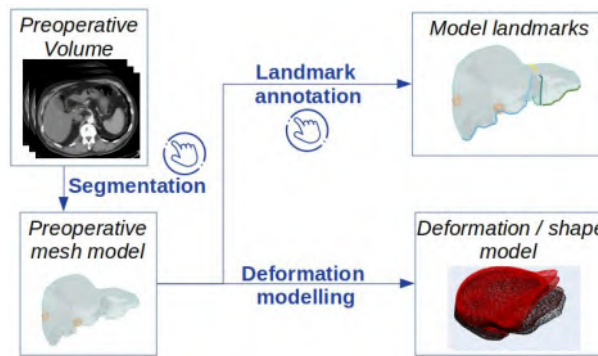 Preoperative
Volume
Segmentation
Preoperative
mesh model
Landmark
annotation
Model landmarks
Deformation
modelling
Deformation / shape
model